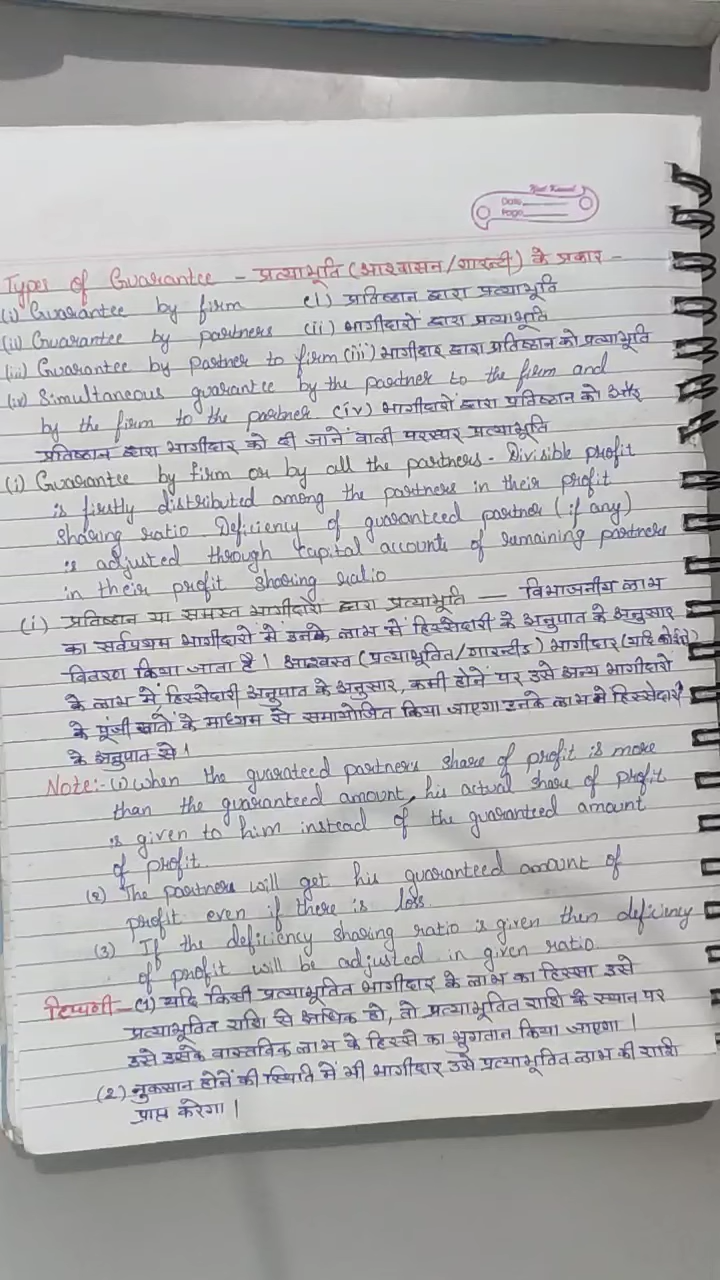 Date
Page
Types of Guarantee - प्रत्याभूति (आश्वासन/गारन्टी) के प्रकार -
(i) Guarantee by firm (i) प्रतिष्ठान द्वारा प्रत्याभूति
(ii) Guarantee by partners (ii) भागीदारों द्वारा प्रत्याभूति
(iii) Guarantee by Partner to firm (iii) भागीदार द्वारा प्रतिष्ठान को प्रत्याभूति
(iv) Simultaneous guarantee by the partner to the firm and
by the firm to the partner (iv) भागीदारों द्वारा प्रतिष्ठान को और
प्रतिष्ठान द्वारा भागीदार को दी जाने वाली परस्पर प्रत्याभूति
(i) Guarantee by firm or by all the partners - Divisible profit
is firstly distributed among the partners in their profit
sharing ratio Deficiency of guaranteed partner (if any)
is adjusted through capital accounts of remaining partners
in their profit sharing ratio
(i) प्रतिष्ठान या समस्त भागीदारों द्वारा प्रत्याभूति — विभाजनीय लाभ
का सर्वप्रथम भागीदारों में उनके लाभ में हिस्सेदारी के अनुपात के अनुसार
वितरण किया जाता है। आश्वस्त (प्रत्याभूतित/गारन्टीड) भागीदार (यदि कोई हो)
के लाभ में, हिस्सेदारी अनुपात के अनुसार, कमी होने पर उसे अन्य भागीदारों
के पूंजी खातों के माध्यम से समायोजित किया जाएगा उनके लाभ में हिस्सेदारी
के अनुपात से।
Note:- (1) When the guarateed partners share of profit is more
than the guaranteed amount, his actual share of profit
is given to him instead of the guaranteed amount
of profit.
(2) The partners will get his guaranteed amount of
profit even if there is loss.
(3) If the deficiency sharing ratio is given then deficiency
of profit will be adjusted in given ratio
टिप्पणी - (1) यदि किसी प्रत्याभूतित भागीदार के लाभ का हिस्सा उसे
प्रत्याभूतित राशि से अधिक हो, तो प्रत्याभूतित राशि के स्थान पर
उसे उसके वास्तविक लाभ के हिस्से का भुगतान किया जाएगा।
(2) नुकसान होने की स्थिति में भी भागीदार उसे प्रत्याभूतित लाभ की राशि
प्राप्त करेगा।